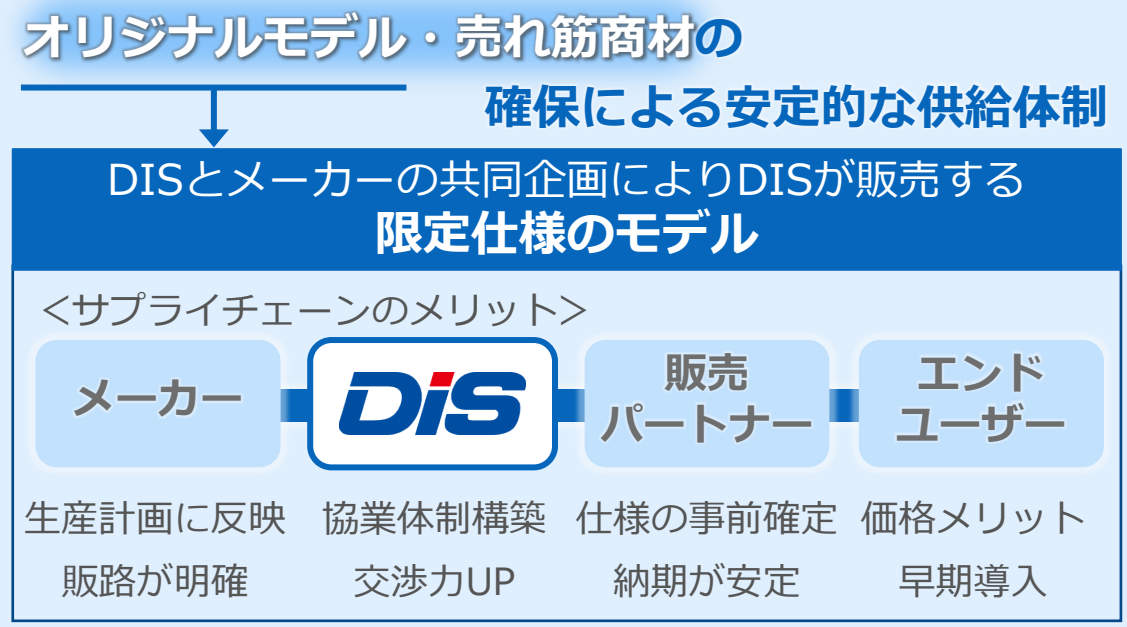 オリジナルモデル・売れ筋商材の
確保による安定的な供給体制
DISとメーカーの共同企画によりDISが販売する
限定仕様のモデル
＜サプライチェーンのメリット＞
メーカー
DiS
販売
パートナー
エンド
ユーザー
生産計画に反映
販路が明確
協業体制構築
交渉力UP
仕様の事前確定
納期が安定
価格メリット
早期導入